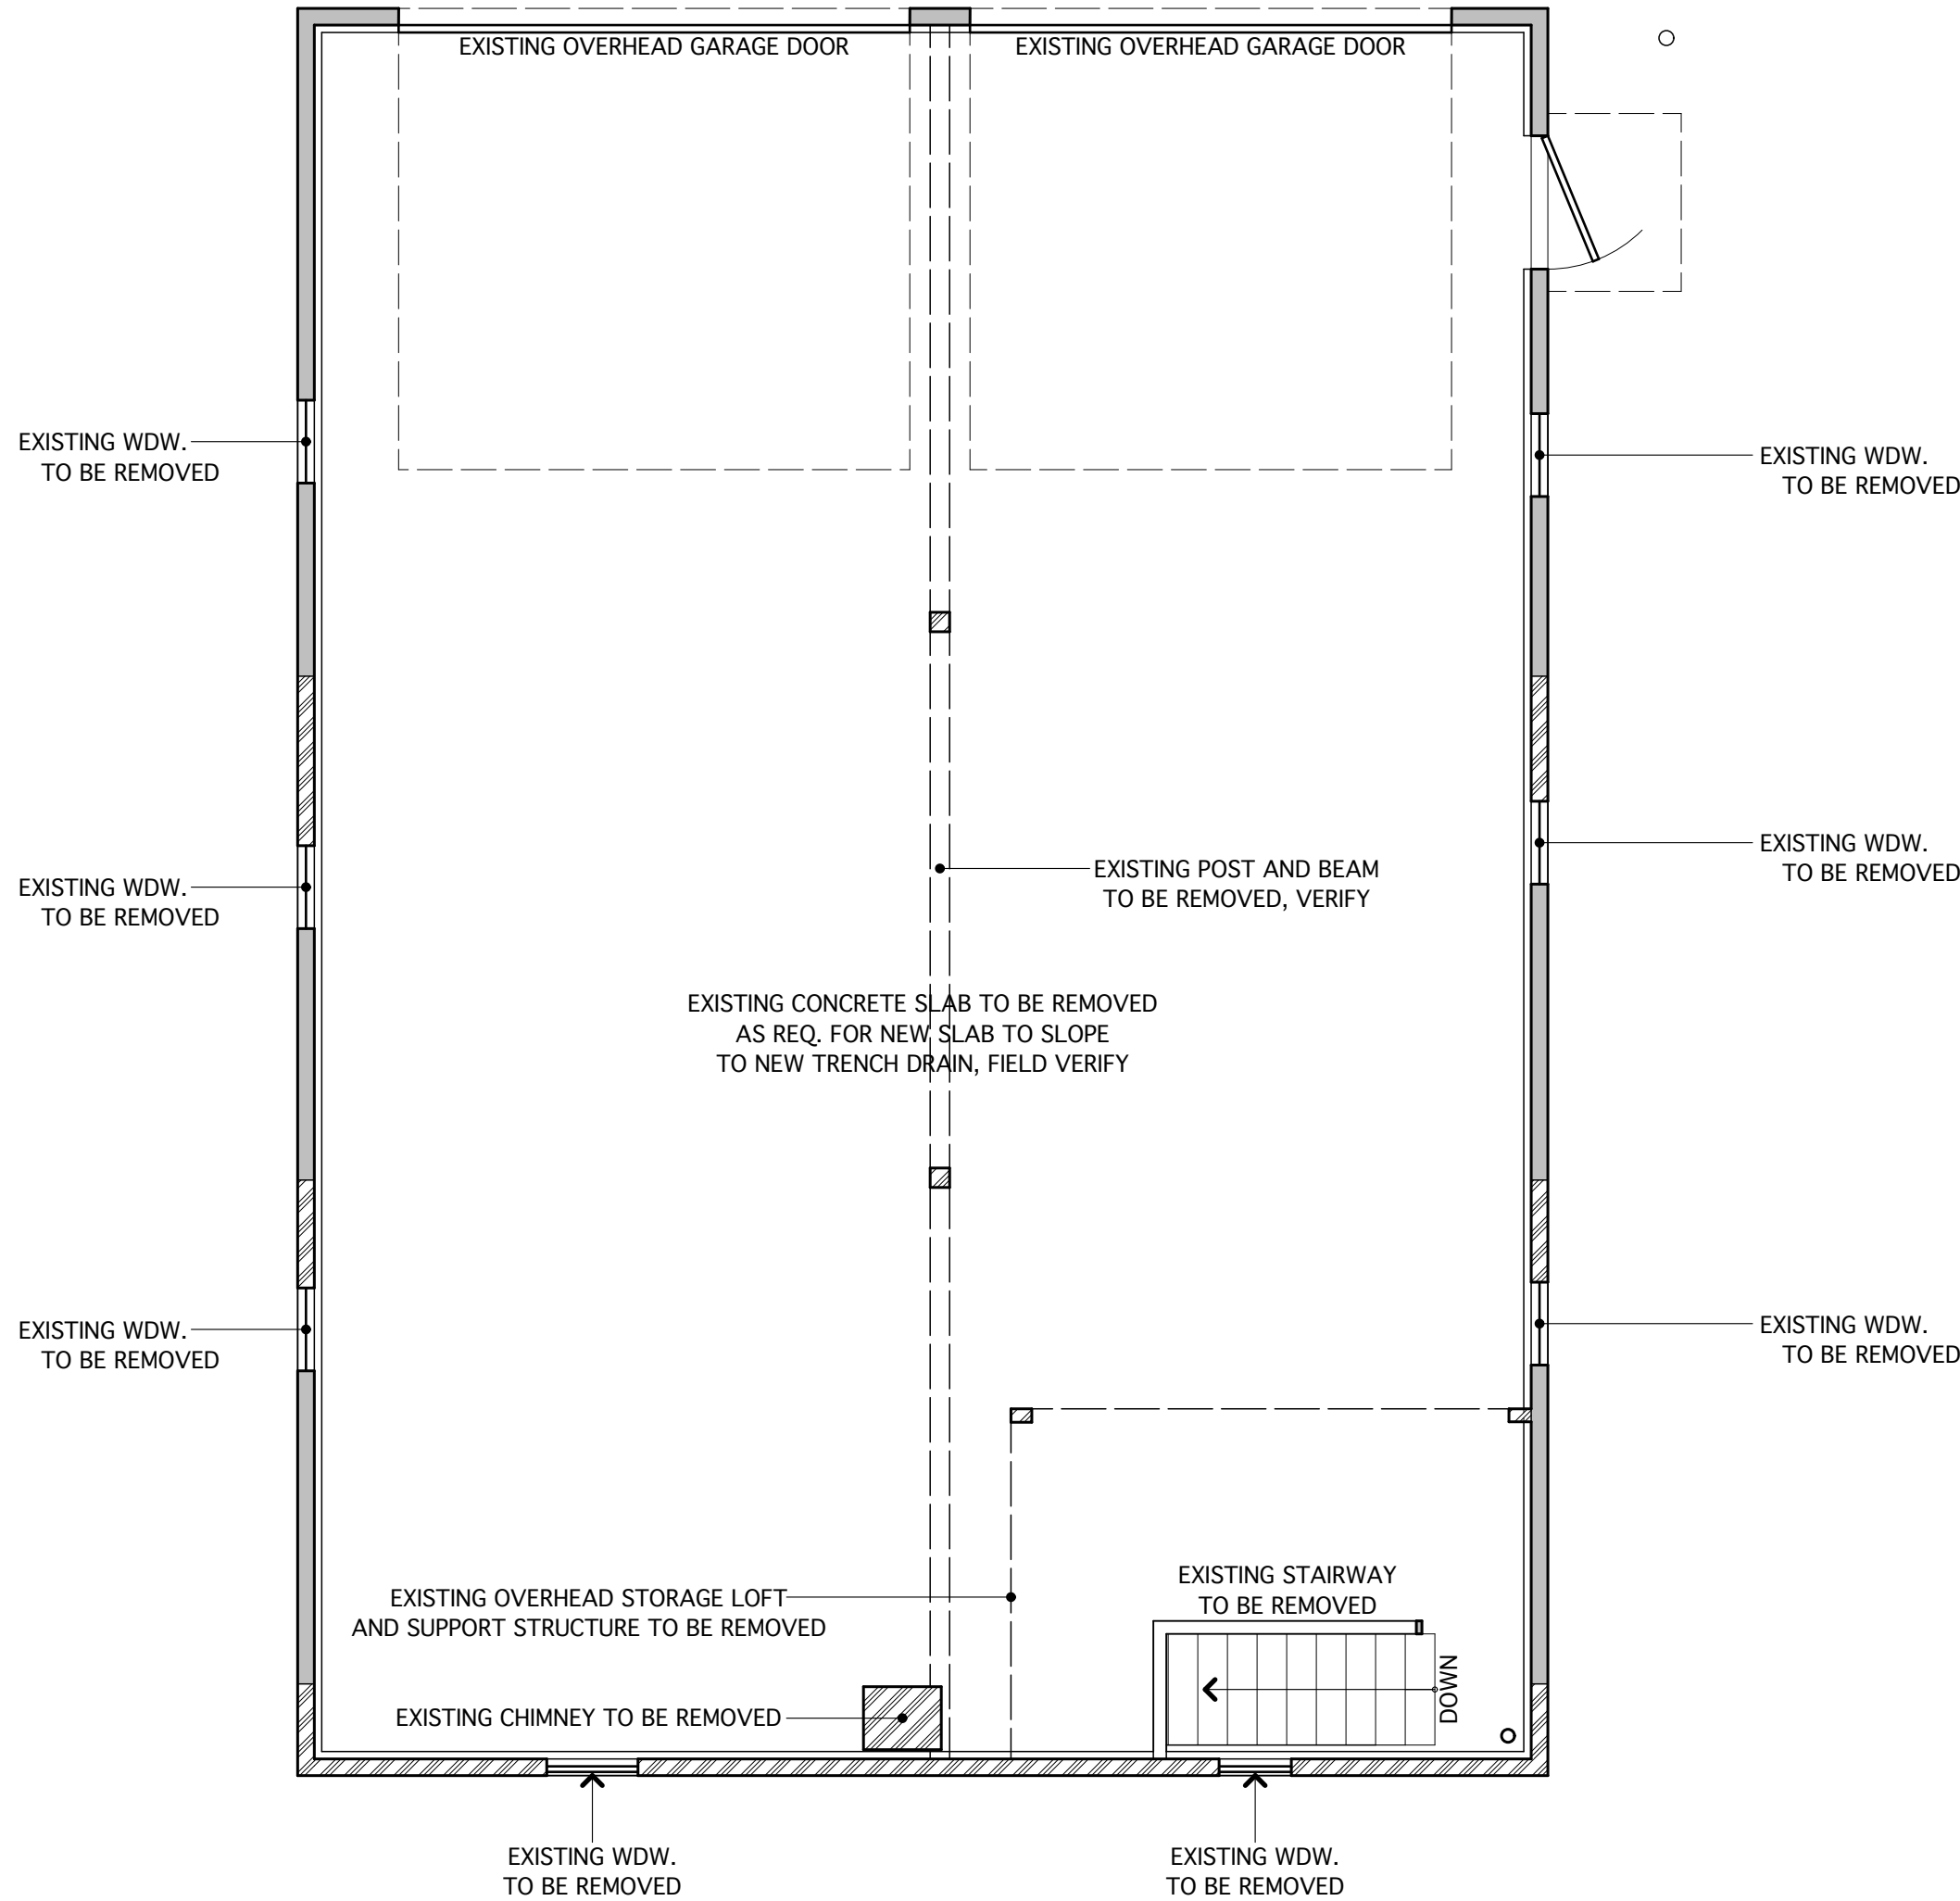 EXISTING OVERHEAD GARAGE DOOR
EXISTING OVERHEAD GARAGE DOOR
EXISTING WDW.
TO BE REMOVED
EXISTING WDW.
TO BE REMOVED
EXISTING WDW.
TO BE REMOVED
EXISTING POST AND BEAM
TO BE REMOVED, VERIFY
EXISTING WDW.
TO BE REMOVED
EXISTING CONCRETE SLAB TO BE REMOVED
AS REQ. FOR NEW SLAB TO SLOPE
TO NEW TRENCH DRAIN, FIELD VERIFY
EXISTING WDW.
TO BE REMOVED
EXISTING WDW.
TO BE REMOVED
EXISTING OVERHEAD STORAGE LOFT
AND SUPPORT STRUCTURE TO BE REMOVED
EXISTING STAIRWAY
TO BE REMOVED
DOWN
EXISTING CHIMNEY TO BE REMOVED
EXISTING WDW.
TO BE REMOVED
EXISTING WDW.
TO BE REMOVED